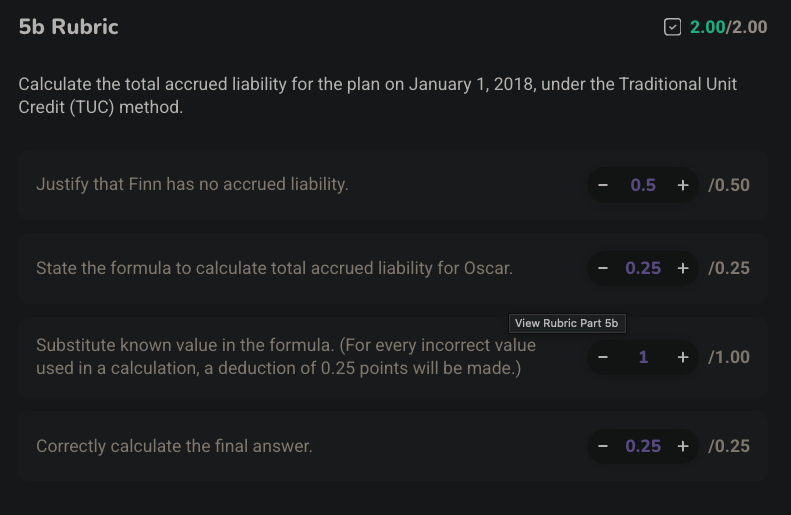 5b Rubric
2.00/2.00
Calculate the total accrued liability for the plan on January 1, 2018, under the Traditional Unit
Credit (TUC) method.
Justify that Finn has no accrued liability.
− 0.5 + /0.50
State the formula to calculate total accrued liability for Oscar.
− 0.25 + /0.25
View Rubric Part 5b
Substitute known value in the formula. (For every incorrect value
used in a calculation, a deduction of 0.25 points will be made.)
− 1 + /1.00
Correctly calculate the final answer.
− 0.25 + /0.25